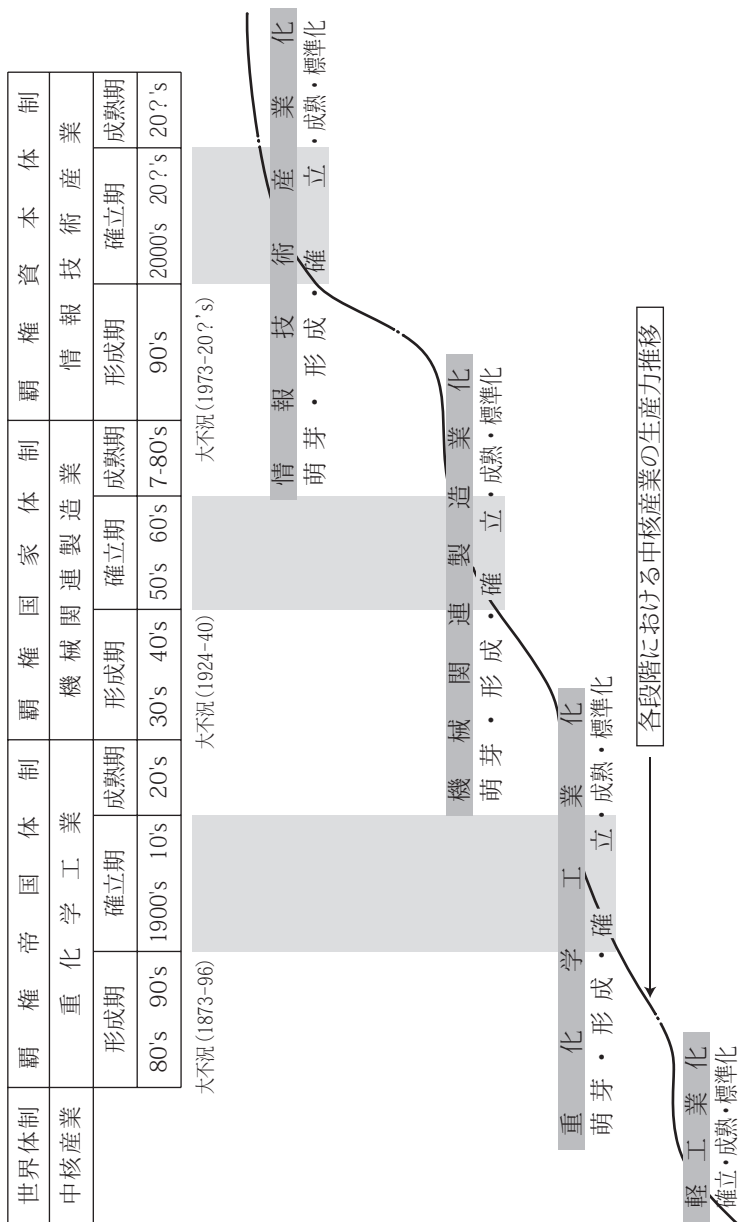 世界体制 覇権帝国体制 覇権国家体制 覇権資本体制
中核産業 重化学工業 機械関連製造業 情報技術産業
形成期 確立期 成熟期 形成期 確立期 成熟期 形成期 確立期 成熟期
80's 90's 1900's 10's 20's 30's 40's 50's 60's 7-80's 90's 2000's 20?'s 20?'s
大不況(1873-96) 大不況(1924-40) 大不況(1973-20?'s)
情報技術産業化
萌芽・形成・確立・成熟・標準化
機械関連製造業化
萌芽・形成・確立・成熟・標準化
重化学工業化
萌芽・形成・確立・成熟・標準化
各段階における中核産業の生産力推移
軽工業化
確立・成熟・標準化